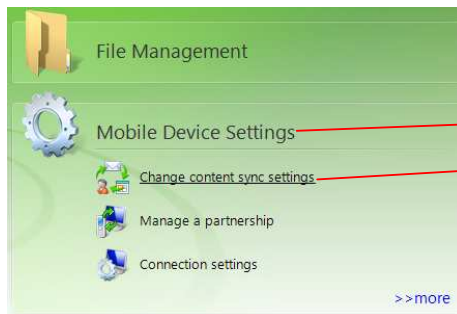 File Management
Mobile Device Settings
Change content sync settings
Manage a partnership
Connection settings
>>more